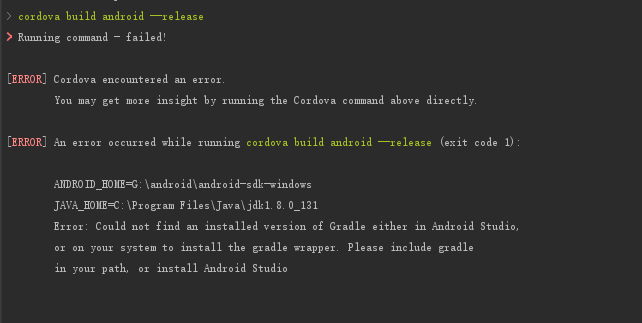 > cordova build android --release
> Running command - failed!
[ERROR] Cordova encountered an error.
You may get more insight by running the Cordova command above directly.
[ERROR] An error occurred while running cordova build android --release (exit code 1):
ANDROID_HOME=G:\android\android-sdk-windows
JAVA_HOME=C:\Program Files\Java\jdk1.8.0_131
Error: Could not find an installed version of Gradle either in Android Studio,
or on your system to install the gradle wrapper. Please include gradle
in your path, or install Android Studio